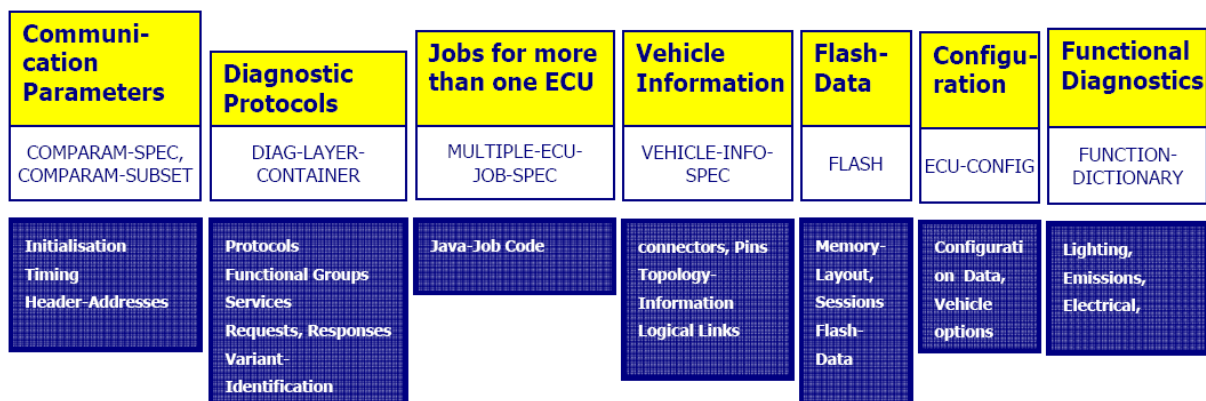 Communi-
cation
Parameters
COMPARAM-SPEC,
COMPARAM-SUBSET
Initialisation
Timing
Header-Addresses
Diagnostic
Protocols
DIAG-LAYER-
CONTAINER
Protocols
Functional Groups
Services
Requests, Responses
Variant-
Identification
Jobs for more
than one ECU
MULTIPLE-ECU-
JOB-SPEC
Java-Job Code
Vehicle
Information
VEHICLE-INFO-
SPEC
connectors, Pins
Topology-
Information
Logical Links
Flash-
Data
FLASH
Memory-
Layout,
Sessions
Flash-
Data
Configu-
ration
ECU-CONFIG
Configurati
on Data,
Vehicle
options
Functional
Diagnostics
FUNCTION-
DICTIONARY
Lighting,
Emissions,
Electrical,